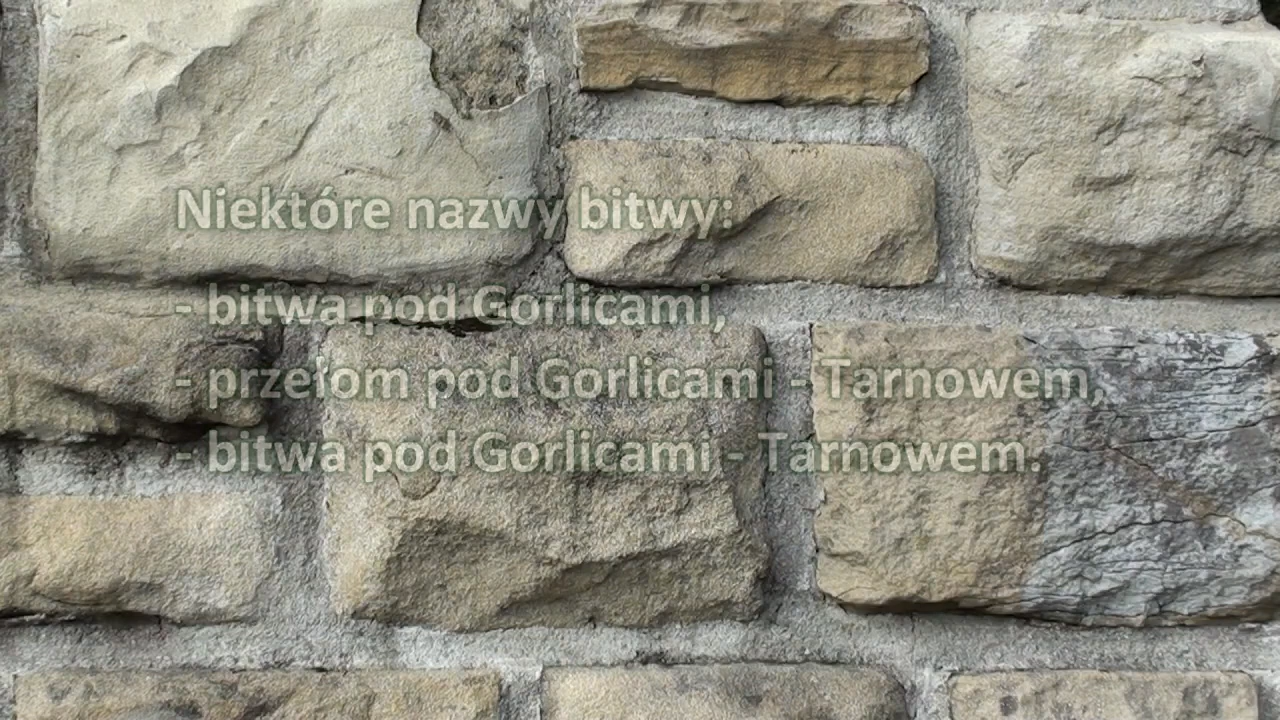 Niektóre nazwy bitwy:
- bitwa pod Gorlicami,
- przełom pod Gorlicami - Tarnowem,
- bitwa pod Gorlicami - Tarnowem.